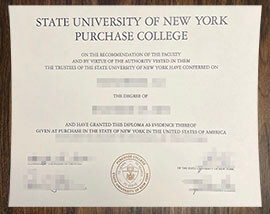 STATE UNIVERSITY OF NEW YORK
PURCHASE COLLEGE
ON THE RECOMMENDATION OF THE FACULTY
AND BY VIRTUE OF THE AUTHORITY VESTED IN THEM
THE TRUSTEES OF THE STATE UNIVERSITY OF NEW YORK HAVE CONFERRED ON
THE DEGREE OF
AND HAVE GRANTED THIS DIPLOMA AS EVIDENCE THEREOF
GIVEN AT PURCHASE IN THE STATE OF NEW YORK IN THE UNITED STATES OF AMERICA